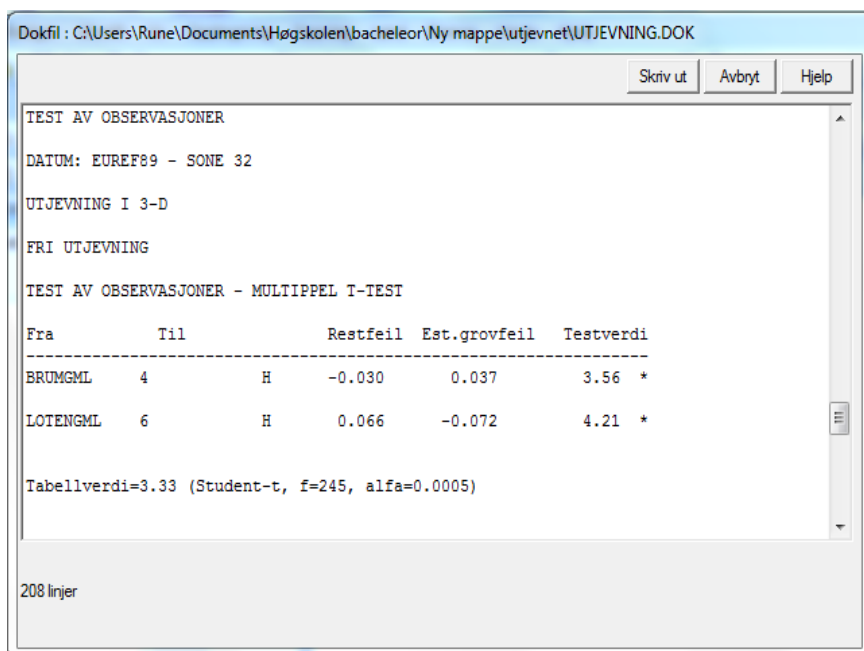 Dokfil : C:\Users\Rune\Documents\Høgskolen\bacheleor\Ny mappe\utjevnet\UTJEVNING.DOK
Skriv ut Avbryt Hjelp
TEST AV OBSERVASJONER
DATUM: EUREF89 - SONE 32
UTJEVNING I 3-D
FRI UTJEVNING
TEST AV OBSERVASJONER - MULTIPPEL T-TEST
Fra Til Restfeil Est.grovfeil Testverdi
------------------------------------------------------------------
BRUMGML 4 H -0.030 0.037 3.56 *
LOTENGML 6 H 0.066 -0.072 4.21 *
Tabellverdi=3.33 (Student-t, f=245, alfa=0.0005)
208 linjer